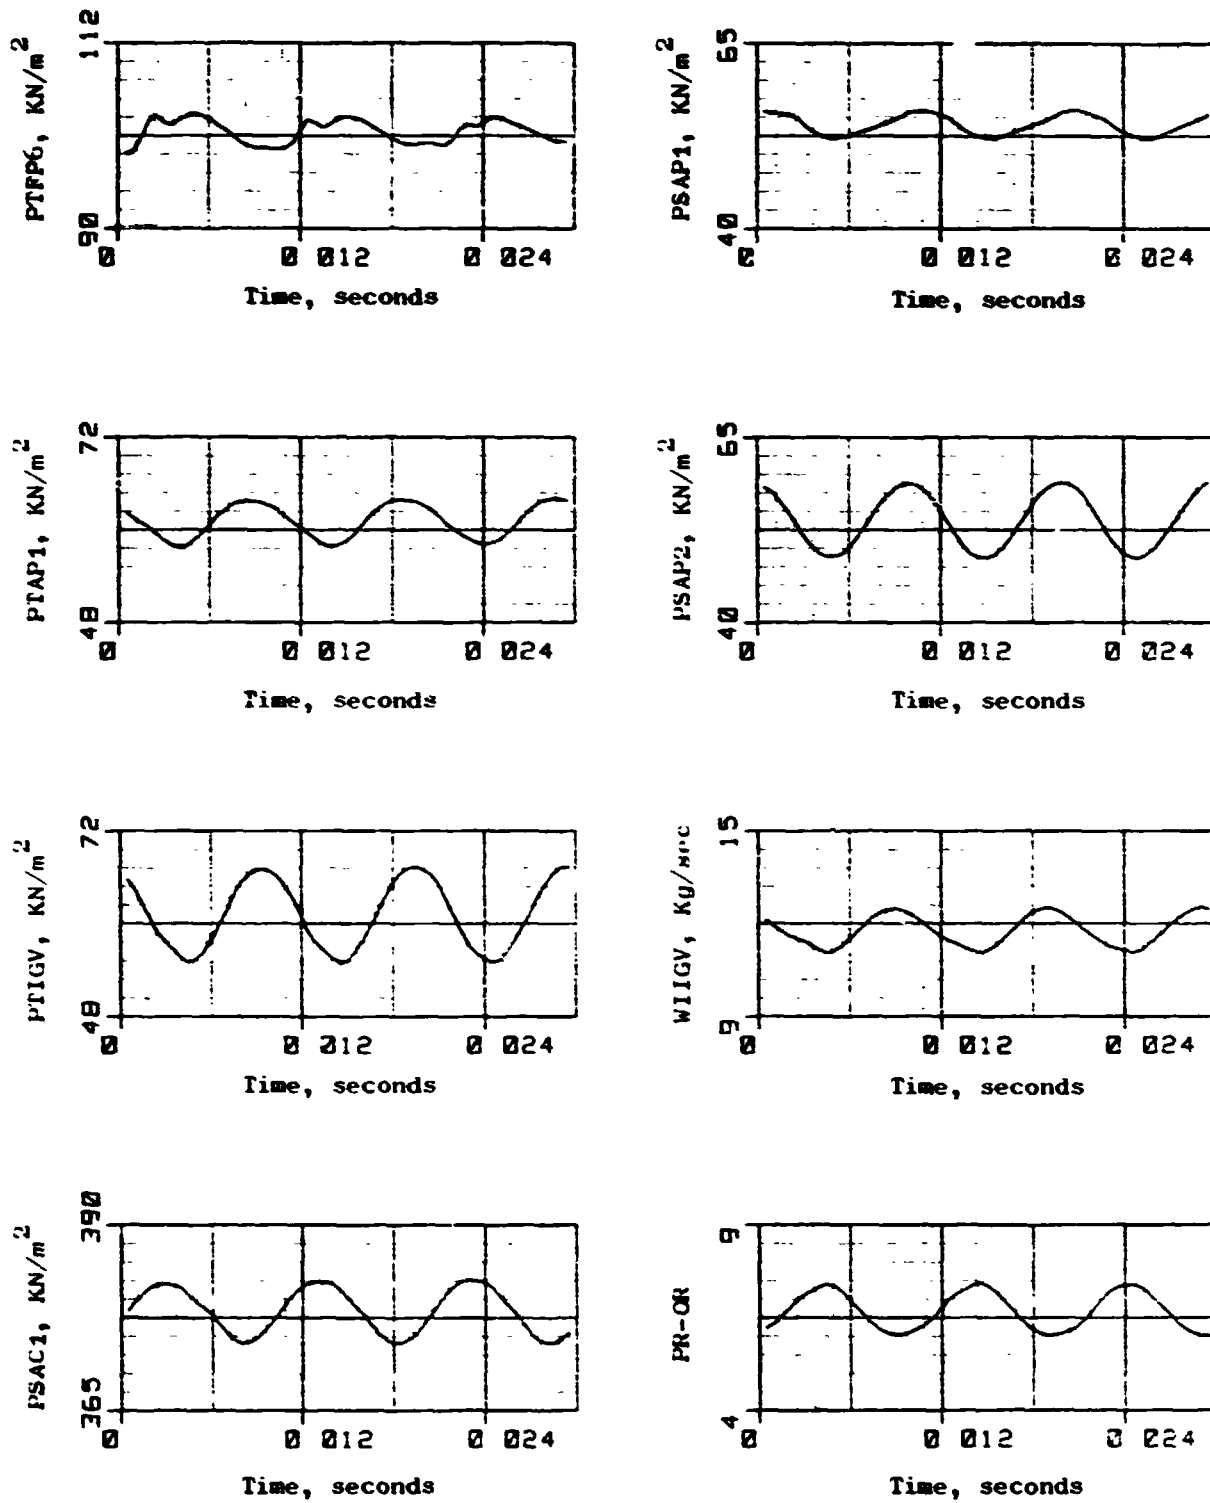 112
PTFP6, KN/m²
90
0 0 012 0 024
Time, seconds
65
PSAP1, KN/m²
40
0 0 012 0 024
Time, seconds
72
PTAP1, KN/m²
48
0 0 012 0 024
Time, seconds
65
PSAP2, KN/m²
40
0 0 012 0 024
Time, seconds
72
PTIGV, KN/m²
48
0 0 012 0 024
Time, seconds
15
WIIGV, Kg/sec
9
0 0 012 0 024
Time, seconds
390
PSAC1, KN/m²
365
0 0 012 0 024
Time, seconds
9
PR-OR
4
0 0 012 0 024
Time, seconds